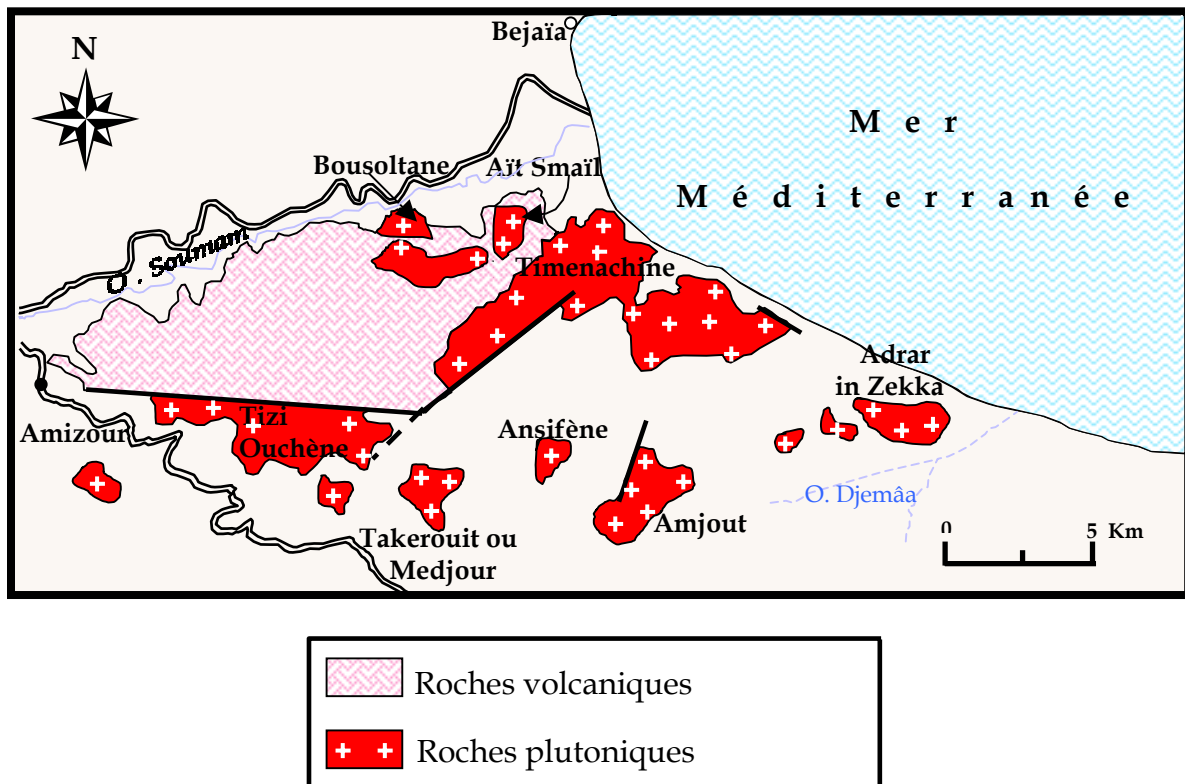 Bejaïa
N
M e r
Bousoltane
Aït Smaïl
M é d i t e r r a n é e
O . Soumam
Timenachine
Adrar
in Zekka
Tizi
Ouchène
Amizour
Ansifène
O. Djemâa
Amjout
Takerouit ou
Medjour
0 5 Km
Roches volcaniques
Roches plutoniques